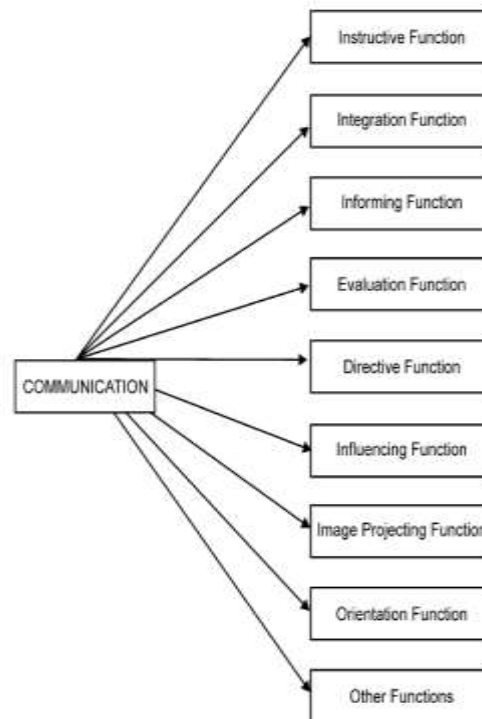 Instructive Function
Integration Function
Informing Function
Evaluation Function
COMMUNICATION
Directive Function
Influencing Function
Image Projecting Function
Orientation Function
Other Functions